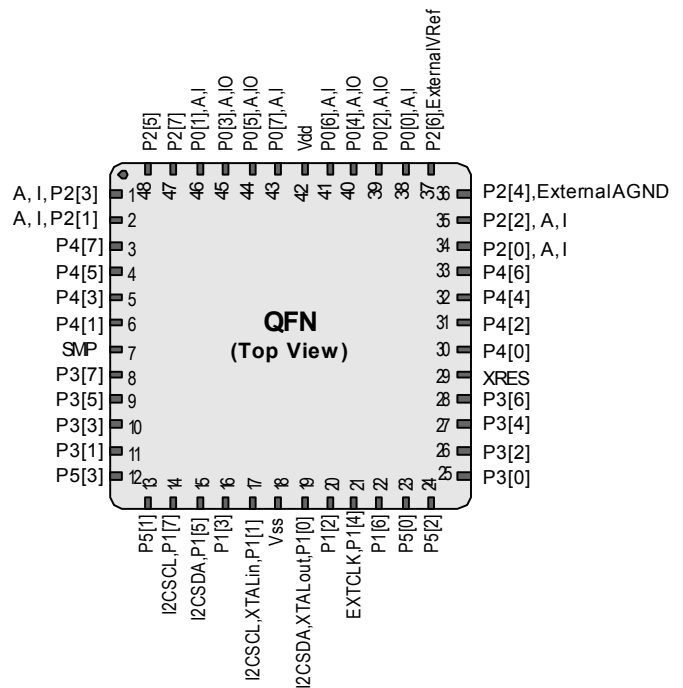 P2[5]
P2[7]
P0[1],A,I
P0[3],A,IO
P0[5],A,IO
P0[7],A,I
Vdd
P0[6],A,I
P0[4],A,IO
P0[2],A,IO
P0[0],A,I
P2[6],ExternalVRef
48
47
46
45
44
43
42
41
40
39
38
37
A, I,P2[3] 1
A, I,P2[1] 2
P4[7] 3
P4[5] 4
P4[3] 5
P4[1] 6
SMP 7
P3[7] 8
P3[5] 9
P3[3] 10
P3[1] 11
P5[3] 12
QFN
(Top View)
36 P2[4],ExternalAGND
35 P2[2], A, I
34 P2[0], A, I
33 P4[6]
32 P4[4]
31 P4[2]
30 P4[0]
29 XRES
28 P3[6]
27 P3[4]
26 P3[2]
25 P3[0]
13
14
15
16
17
18
19
20
21
22
23
24
P5[1]
I2CSCL,P1[7]
I2CSDA,P1[5]
P1[3]
I2CSCL,XTALin,P1[1]
Vss
I2CSDA,XTALout,P1[0]
P1[2]
EXTCLK,P1[4]
P1[6]
P5[0]
P5[2]